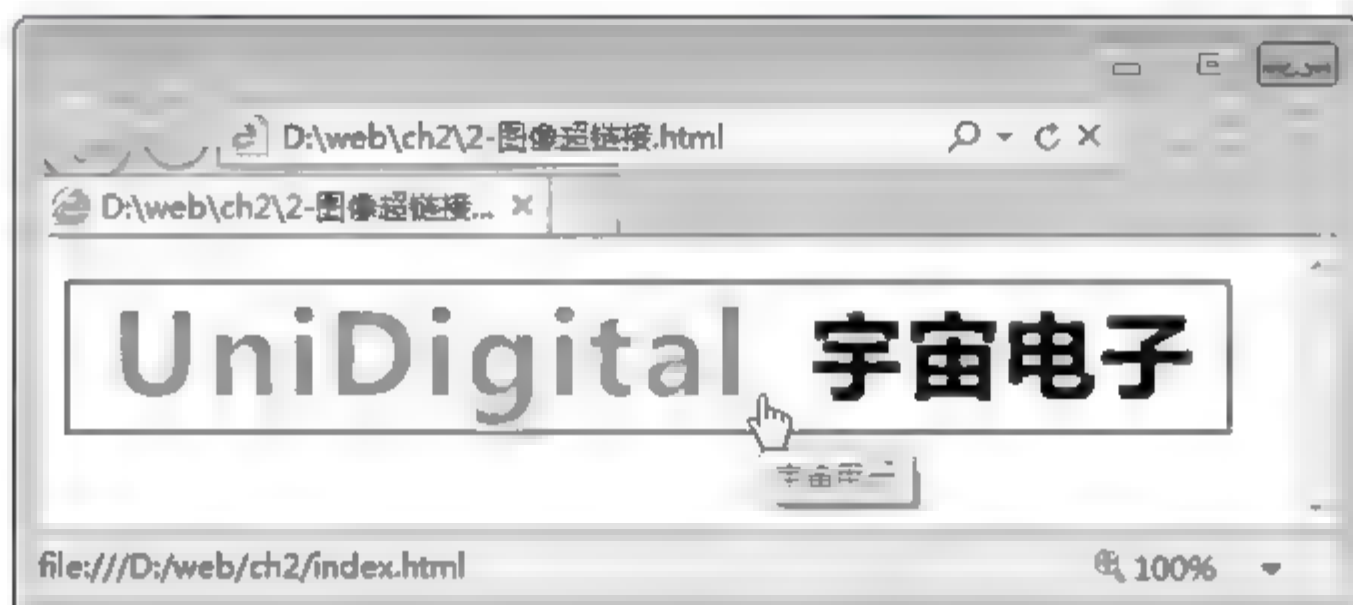 D:\web\ch2\2-图像超链接.html
D:\web\ch2\2-图像超链接...
UniDigital 宇宙电子
宇宙电子
file:///D:/web/ch2/index.html
100%